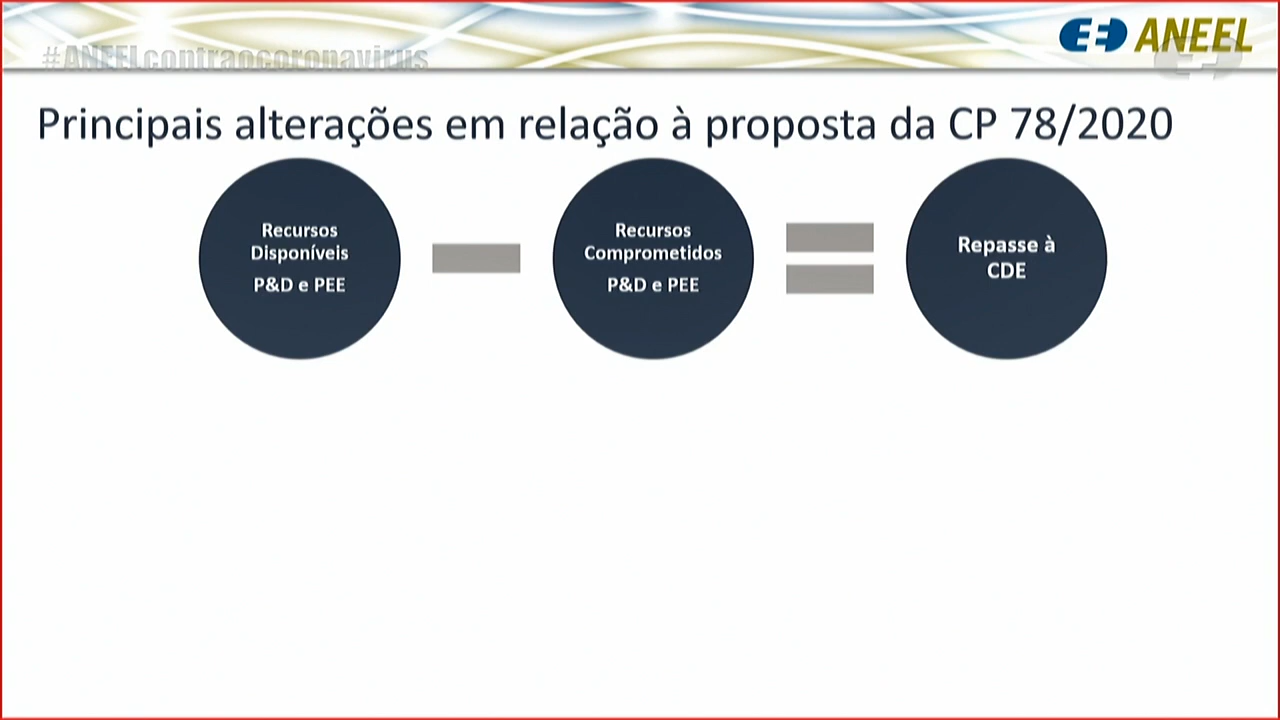 #ANEELcontraocoronavirus
ANEEL
Principais alterações em relação à proposta da CP 78/2020
Recursos
Disponíveis
P&D e PEE
Recursos
Comprometidos
P&D e PEE
Repasse à
CDE